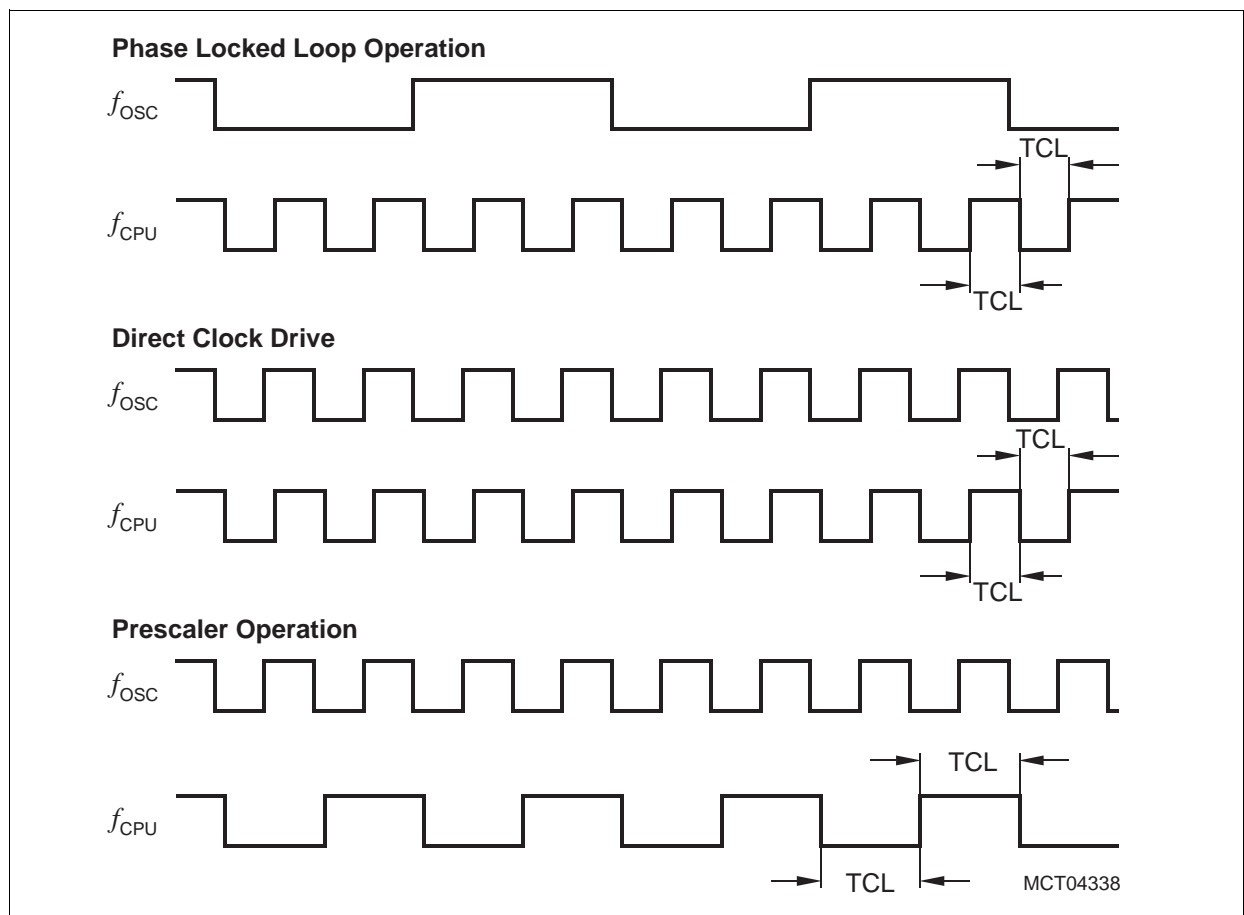 Phase Locked Loop Operation
fOSC
TCL
fCPU
TCL
Direct Clock Drive
fOSC
TCL
fCPU
TCL
Prescaler Operation
fOSC
TCL
fCPU
TCL
MCT04338